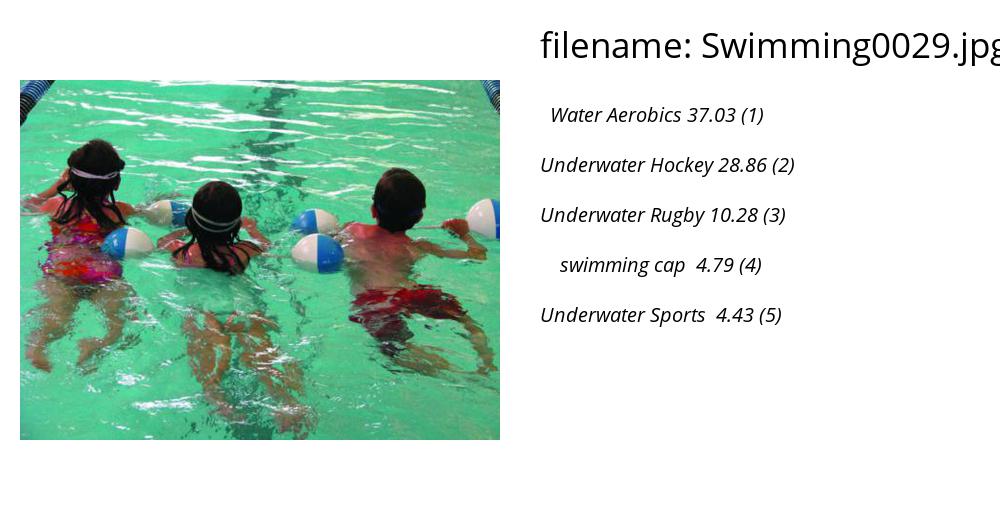 filename: Swimming0029.jpg
Water Aerobics 37.03 (1)
Underwater Hockey 28.86 (2)
Underwater Rugby 10.28 (3)
swimming cap 4.79 (4)
Underwater Sports 4.43 (5)